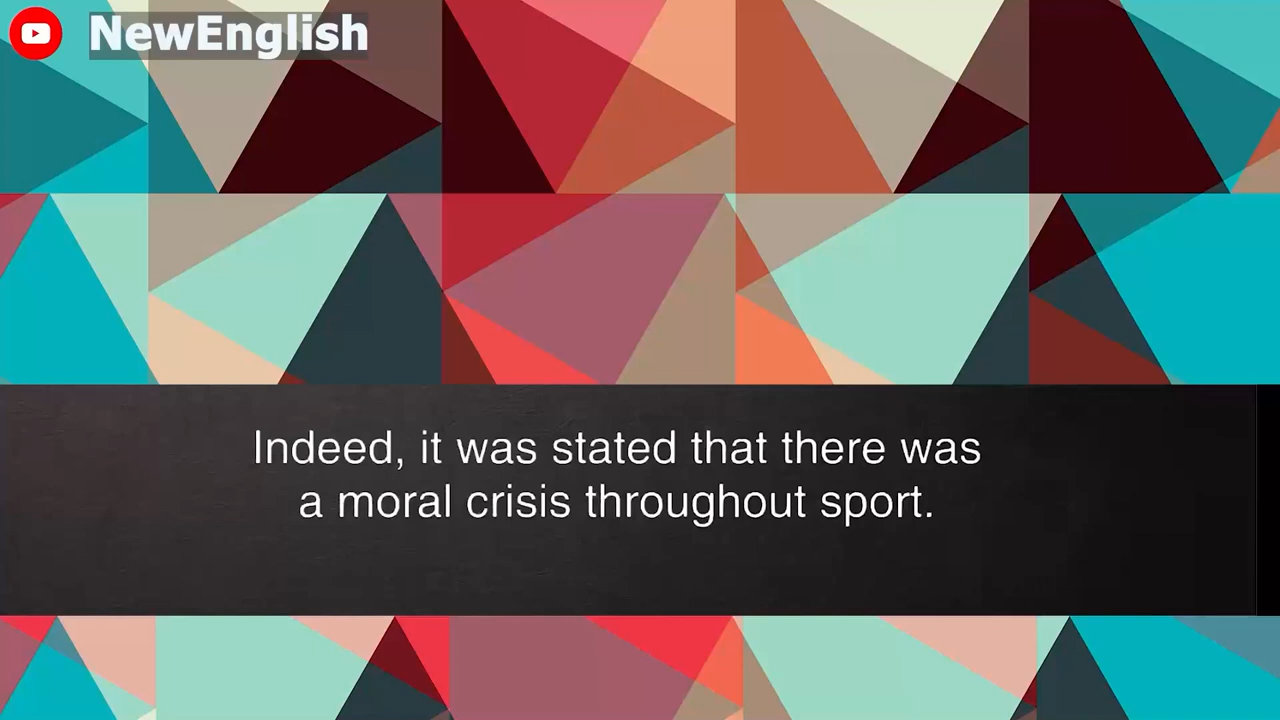 NewEnglish
Indeed, it was stated that there was
a moral crisis throughout sport.